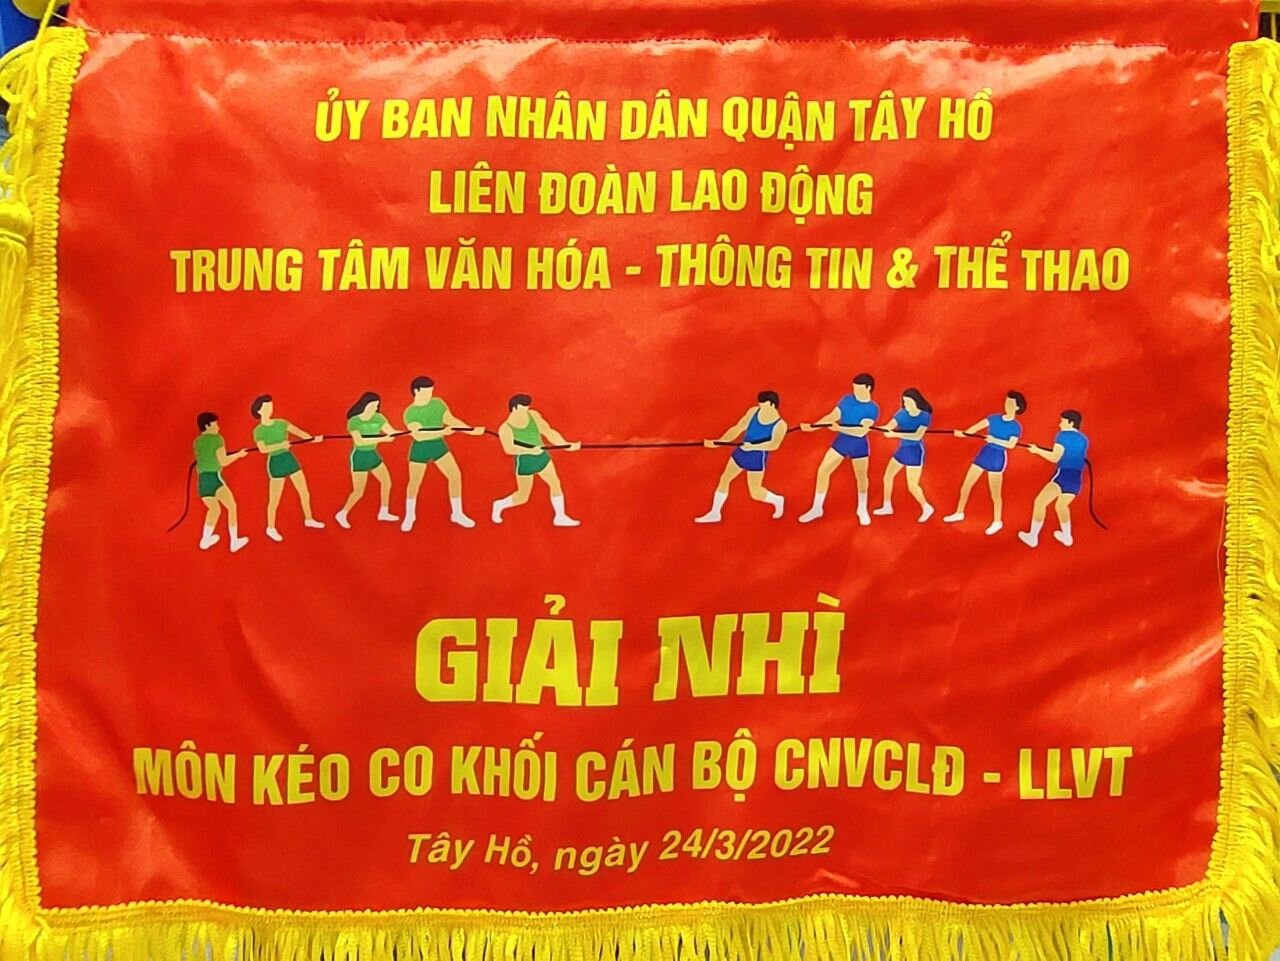 ỦY BAN NHÂN DÂN QUẬN TÂY HỒ
LIÊN ĐOÀN LAO ĐỘNG
TRUNG TÂM VĂN HÓA - THÔNG TIN & THỂ THAO
GIẢI NHÌ
MÔN KÉO CO KHỐI CÁN BỘ CNVCLĐ - LLVT
Tây Hồ, ngày 24/3/2022